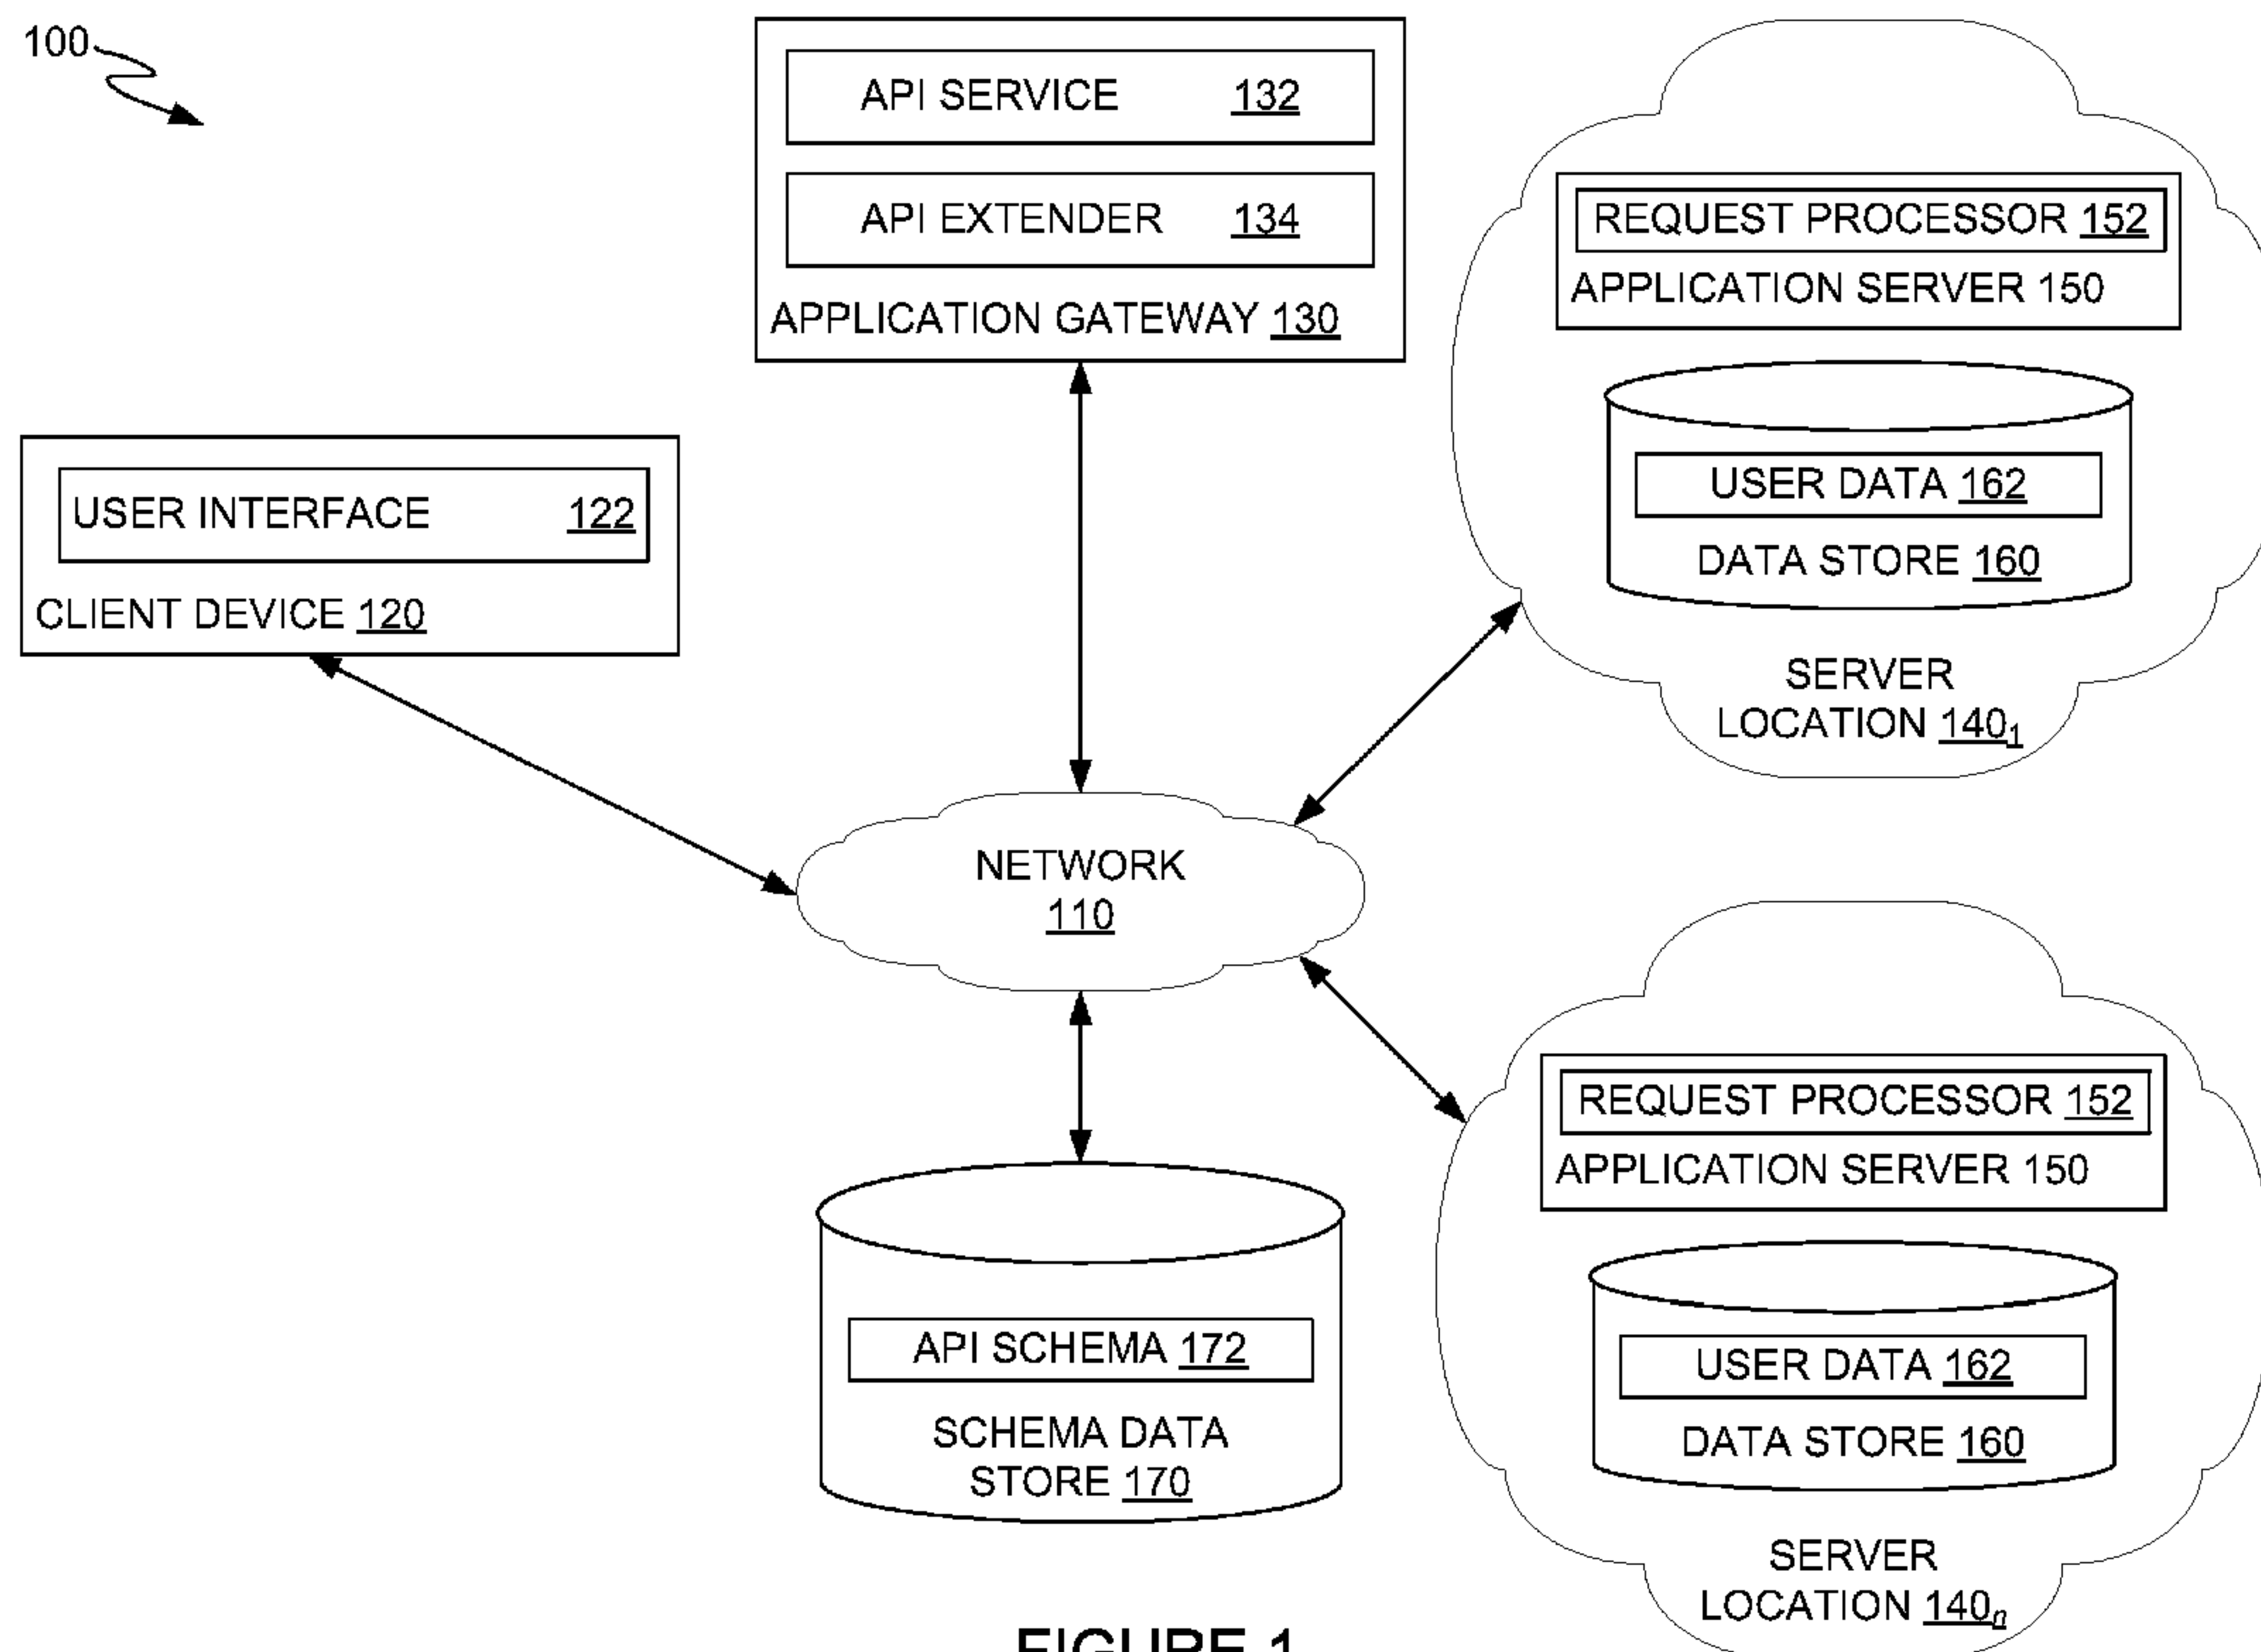 100
API SERVICE 132
API EXTENDER 134
APPLICATION GATEWAY 130
REQUEST PROCESSOR 152
APPLICATION SERVER 150
USER DATA 162
DATA STORE 160
SERVER
LOCATION 140₁
USER INTERFACE 122
CLIENT DEVICE 120
NETWORK
110
REQUEST PROCESSOR 152
APPLICATION SERVER 150
USER DATA 162
DATA STORE 160
SERVER
LOCATION 140ₙ
API SCHEMA 172
SCHEMA DATA
STORE 170
FIGURE 1